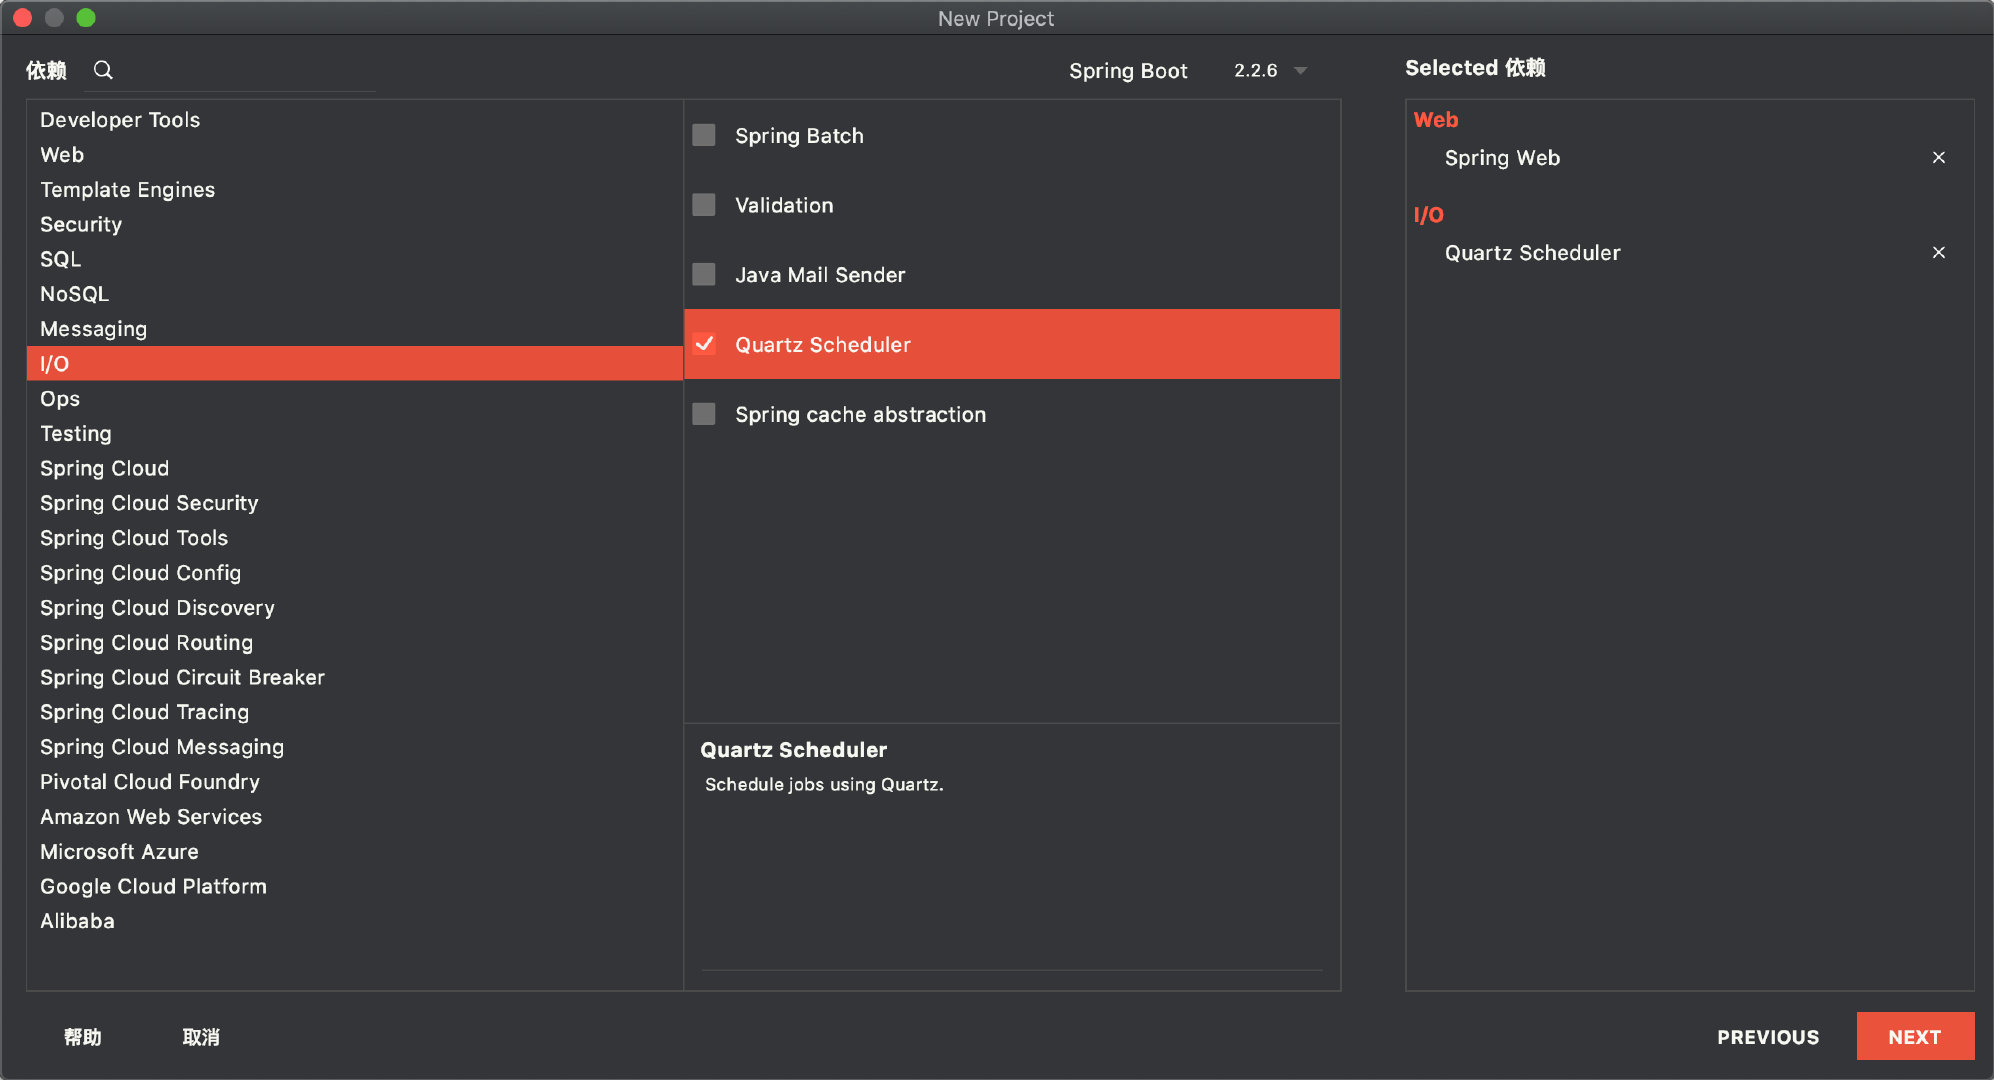 New Project
依赖
Spring Boot 2.2.6
Selected 依赖
Developer Tools
Web
Template Engines
Security
SQL
NoSQL
Messaging
I/O
Ops
Testing
Spring Cloud
Spring Cloud Security
Spring Cloud Tools
Spring Cloud Config
Spring Cloud Discovery
Spring Cloud Routing
Spring Cloud Circuit Breaker
Spring Cloud Tracing
Spring Cloud Messaging
Pivotal Cloud Foundry
Amazon Web Services
Microsoft Azure
Google Cloud Platform
Alibaba
Spring Batch
Validation
Java Mail Sender
Quartz Scheduler
Spring cache abstraction
Quartz Scheduler
Schedule jobs using Quartz.
Web
Spring Web
I/O
Quartz Scheduler
帮助
取消
PREVIOUS
NEXT